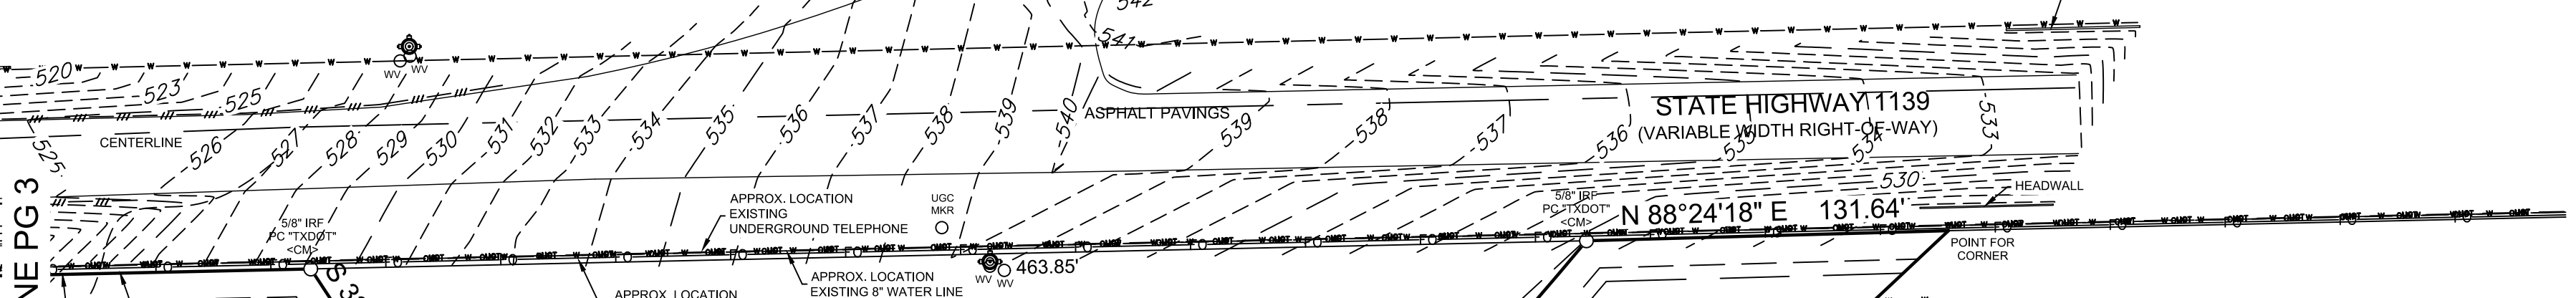 542
541
520
523
525
WV
WV
CENTERLINE
525
526
527
528
529
530
531
532
533
534
535
536
537
538
539
540
ASPHALT PAVINGS
539
538
537
536
535
534
533
STATE HIGHWAY 1139
(VARIABLE WIDTH RIGHT-OF-WAY)
530
HEADWALL
NE PG 3
5/8" IRF
PC "TXDOT"
<CM>
APPROX. LOCATION
EXISTING
UNDERGROUND TELEPHONE
UGC
MKR
5/8" IRF
PC "TXDOT"
<CM>
N 88°24'18" E 131.64'
POINT FOR
CORNER
463.85'
WV
WV
APPROX. LOCATION
EXISTING 8" WATER LINE
APPROX. LOCATION